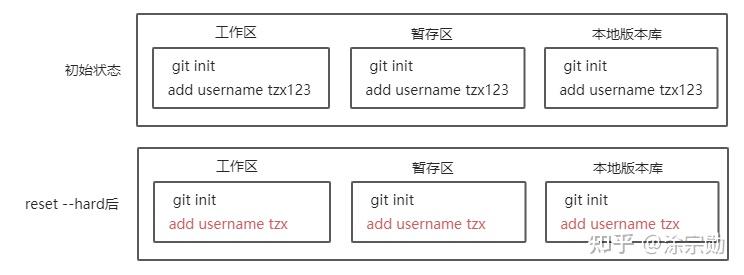 工作区 暂存区 本地版本库
初始状态
git init git init git init
add username tzx123 add username tzx123 add username tzx123
工作区 暂存区 本地版本库
reset --hard后
git init git init git init
add username tzx add username tzx add username tzx
知乎 @涂宗勋